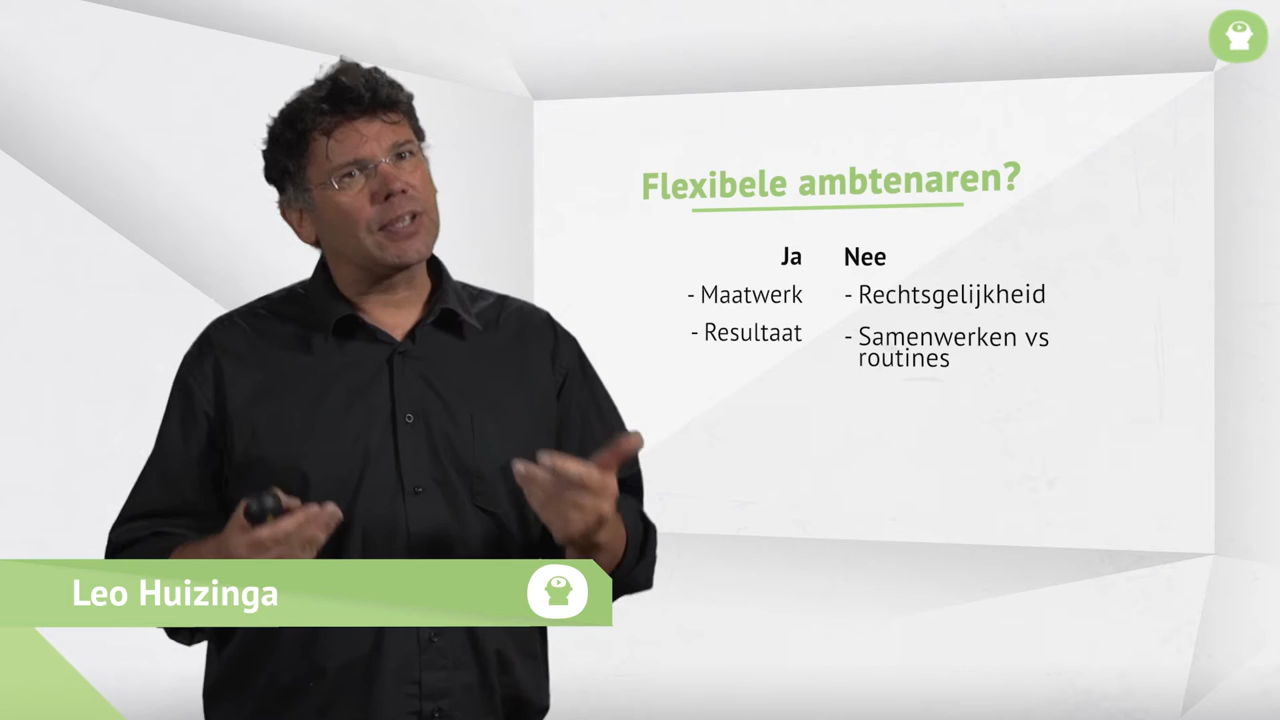 Flexibele ambtenaren?
Ja
- Maatwerk
- Resultaat
Nee
- Rechtsgelijkheid
- Samenwerken vs
routines
Leo Huizinga